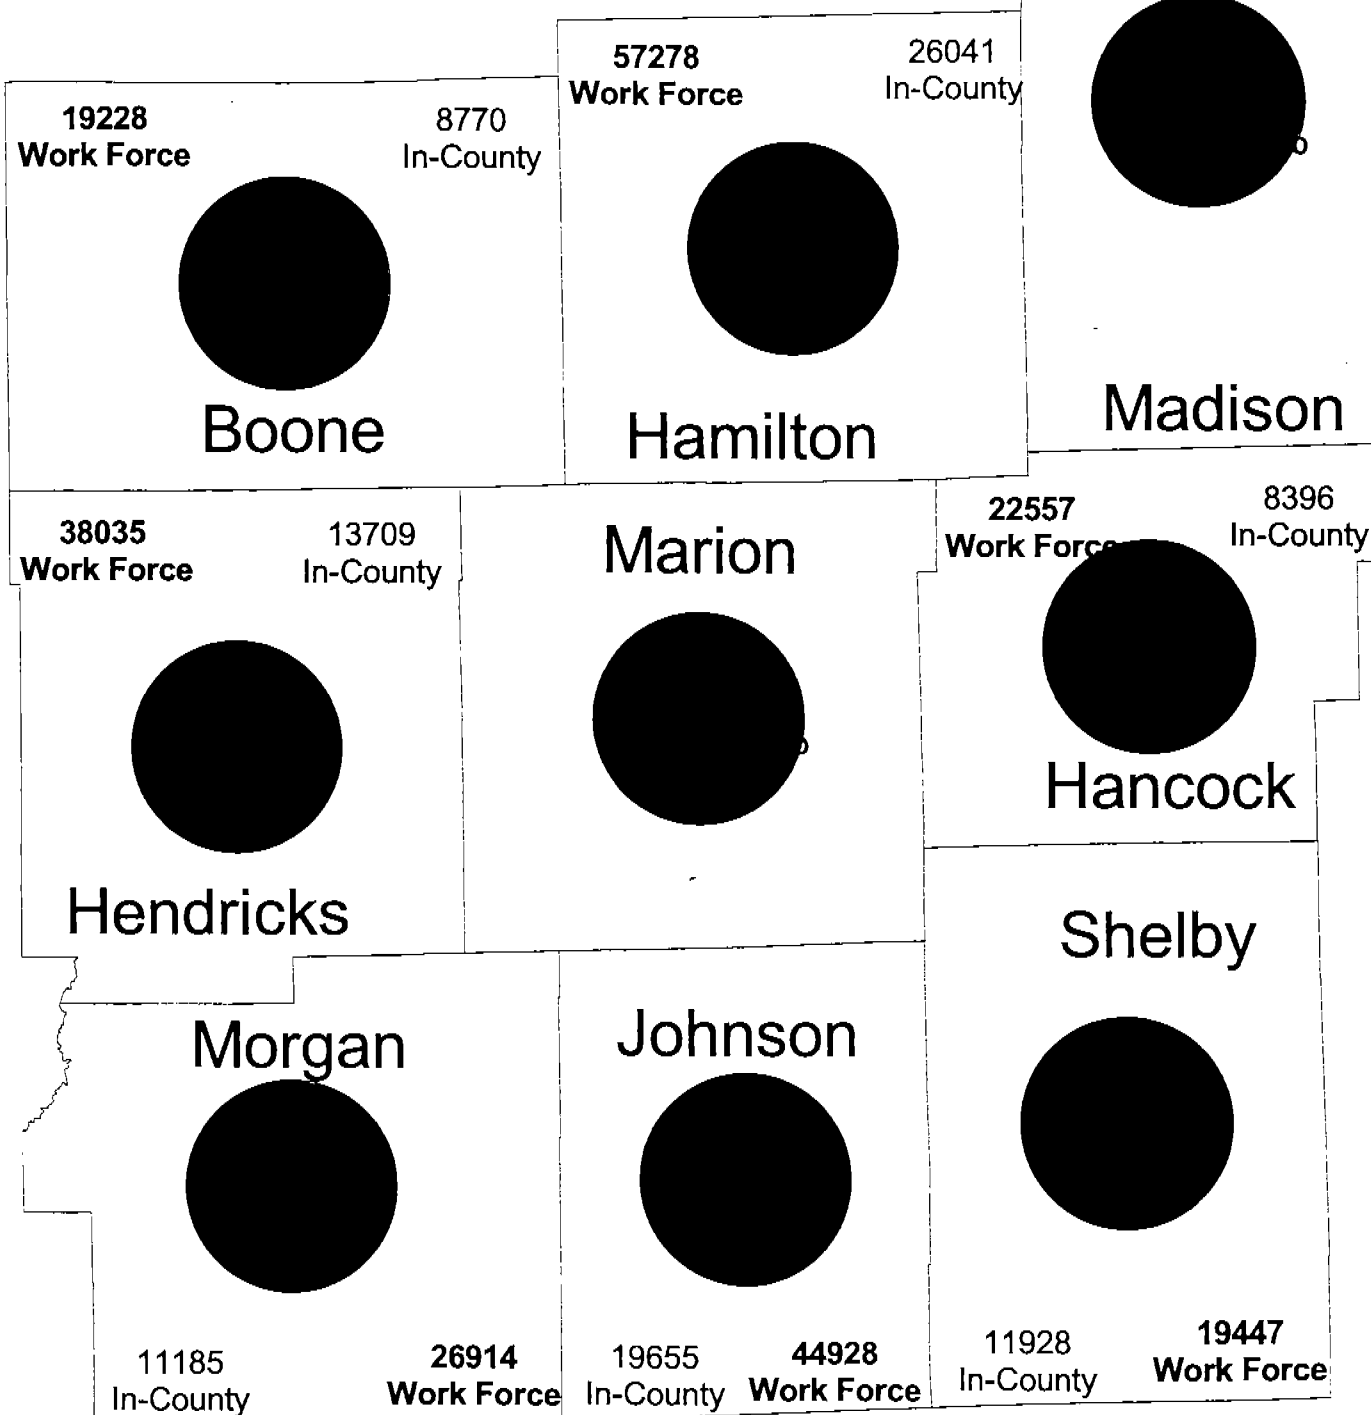 57278
Work Force
26041
In-County
19228
Work Force
8770
In-County
Boone
Hamilton
Madison
38035
Work Force
13709
In-County
Marion
22557
Work Force
8396
In-County
Hancock
Hendricks
Shelby
Morgan
Johnson
11185
In-County
26914
Work Force
19655
In-County
44928
Work Force
11928
In-County
19447
Work Force